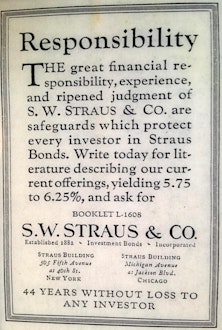 Responsibility
THE great financial re-
sponsibility, experience,
and ripened judgment of
S. W. STRAUS & CO. are
safeguards which protect
every investor in Straus
Bonds. Write today for lit-
erature describing our cur-
rent offerings, yielding 5.75
to 6.25%, and ask for
BOOKLET L-1608
S.W. STRAUS & CO.
Established 1882 · Investment Bonds · Incorporated
STRAUS BUILDING
565 Fifth Avenue
at 46th St.
NEW YORK
STRAUS BUILDING
Michigan Avenue
at Jackson Blvd.
CHICAGO
44 YEARS WITHOUT LOSS TO
ANY INVESTOR